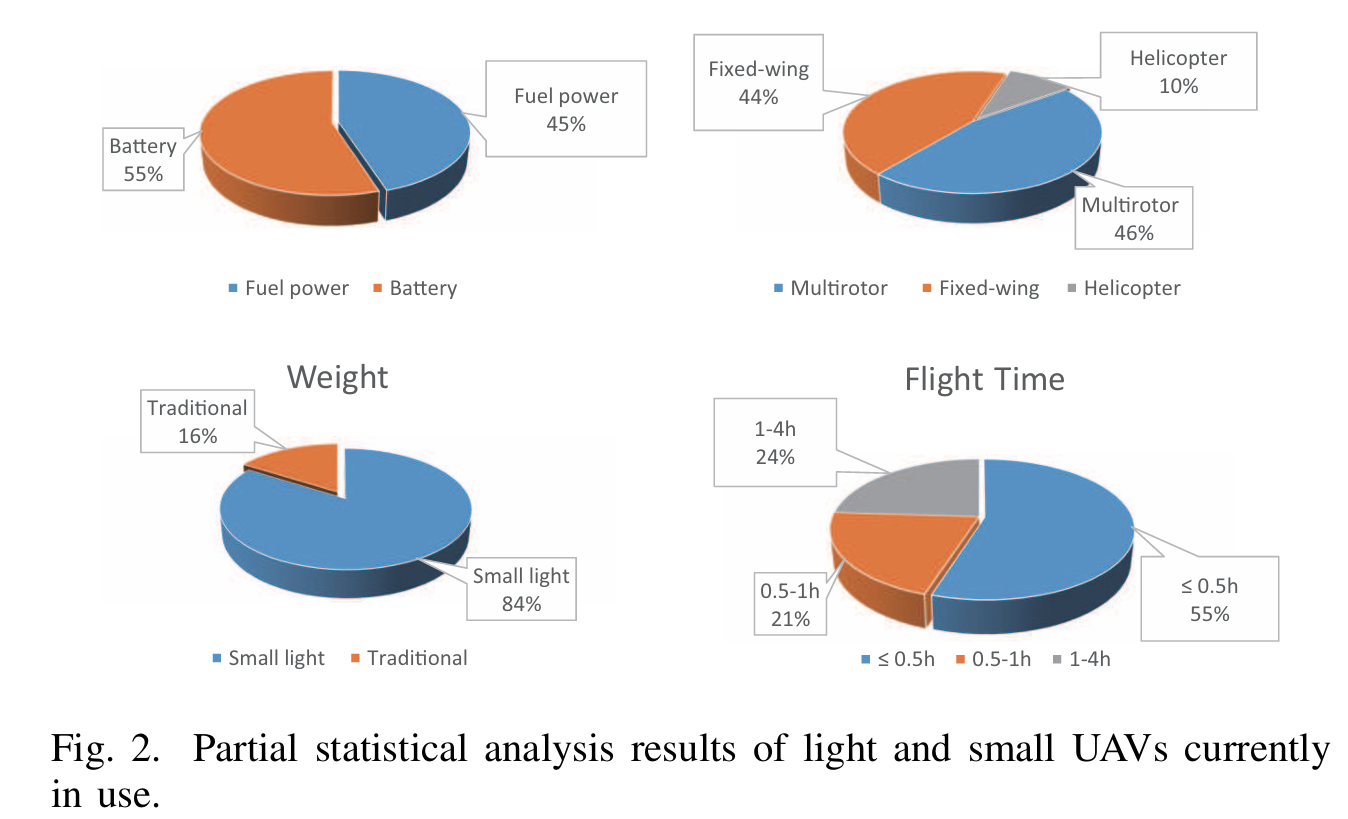 Fuel power
45%
Battery
55%
Fuel power Battery
Fixed-wing
44%
Helicopter
10%
Multirotor
46%
Multirotor Fixed-wing Helicopter
Weight
Traditional
16%
Small light
84%
Small light Traditional
Flight Time
1-4h
24%
0.5-1h
21%
≤ 0.5h
55%
≤ 0.5h 0.5-1h 1-4h
Fig. 2. Partial statistical analysis results of light and small UAVs currently
in use.